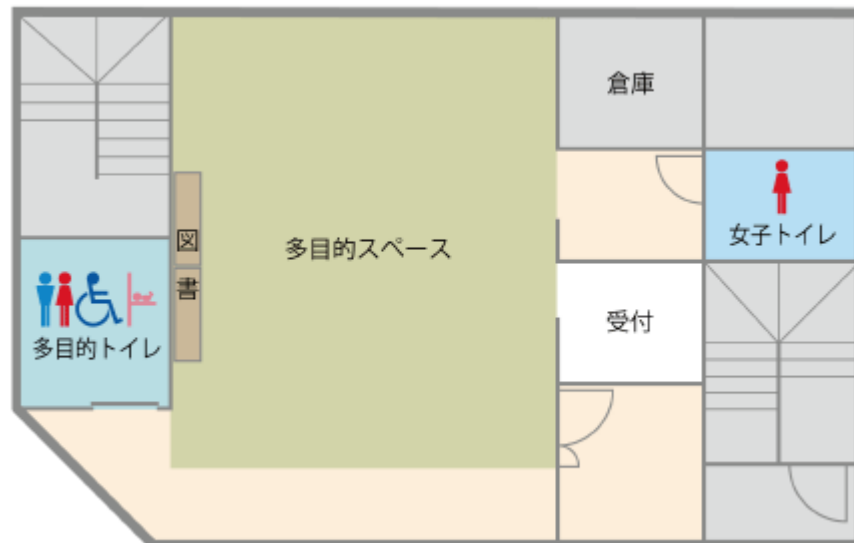 倉庫
女子トイレ
図
書
多目的スペース
受付
多目的トイレ